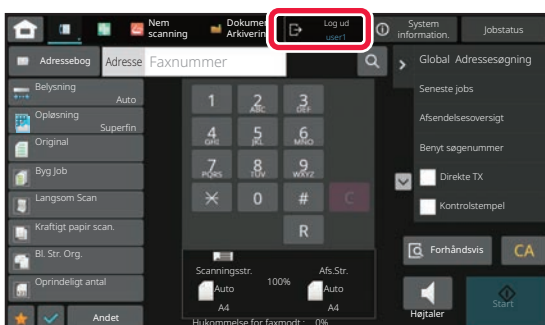 Nem
scanning
Dokument
Arkivering
Log ud
user1
System
information.
Jobstatus
Adressebog
Adresse
Faxnummer
Global Adressesøgning
Belysning
Auto
Opløsning
Superfin
Original
Byg Job
Langsom Scan
Kraftigt papir scan.
Bl. Str. Org.
Oprindeligt antal
Andet
1
2
ABC
3
DEF
4
GHI
5
JKL
6
MNO
7
PQRS
8
TUV
9
WXYZ
0
#
C
R
Scanningsstr.
Auto
A4
100%
Afs.Str.
Auto
A4
Hukommelse for faxmodt.: 0%
Seneste jobs
Afsendelsesoversigt
Benyt søgenummer
Direkte TX
Kontrolstempel
Forhåndsvis
CA
Højtaler
Start